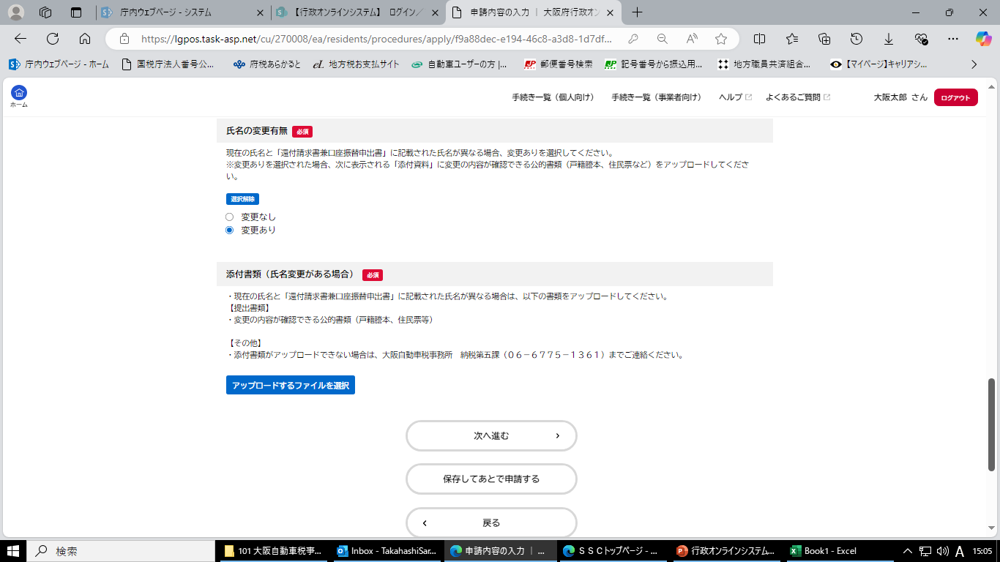 庁内ウェブページ - システム
【行政オンラインシステム】 ログイン／
申請内容の入力 ｜ 大阪府行政オン
https://lgpos.task-asp.net/cu/270008/ea/residents/procedures/apply/f9a88dec-e194-46c8-a3d8-1d7df...
庁内ウェブページ - ホーム
国税庁法人番号公...
府税あらかると
地方税お支払サイト
自動車ユーザーの方 |...
郵便番号検索
記号番号から振込用...
地方職員共済組合...
【マイページ】キャリアシ...
ホーム
手続き一覧（個人向け）
手続き一覧（事業者向け）
ヘルプ
よくあるご質問
大阪太郎 さん
ログアウト
氏名の変更有無 必須
現在の氏名と「還付請求書兼口座振替申出書」に記載された氏名が異なる場合、変更ありを選択してください。
※変更ありを選択された場合、次に表示される「添付資料」に変更の内容が確認できる公的書類（戸籍謄本、住民票など）をアップロードしてくださ
い。
選択解除
変更なし
変更あり
添付書類（氏名変更がある場合） 必須
・現在の氏名と「還付請求書兼口座振替申出書」に記載された氏名が異なる場合は、以下の書類をアップロードしてください。
【提出書類】
・変更の内容が確認できる公的書類（戸籍謄本、住民票等）
【その他】
・添付書類がアップロードできない場合は、大阪自動車税事務所　納税第五課（０６－６７７５－１３６１）までご連絡ください。
アップロードするファイルを選択
次へ進む
保存してあとで申請する
戻る
検索
101 大阪自動車税事...
Inbox - TakahashiSar...
申請内容の入力 ｜ ...
ＳＳＣトップページ - ...
行政オンラインシステム...
Book1 - Excel
A
15:05